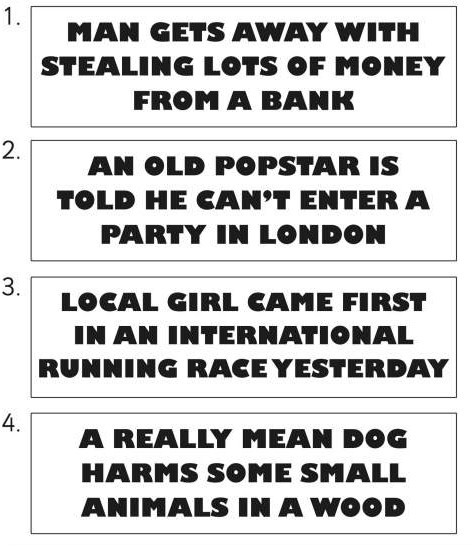 1.
MAN GETS AWAY WITH
STEALING LOTS OF MONEY
FROM A BANK
2.
AN OLD POPSTAR IS
TOLD HE CAN'T ENTER A
PARTY IN LONDON
3.
LOCAL GIRL CAME FIRST
IN AN INTERNATIONAL
RUNNING RACE YESTERDAY
4.
A REALLY MEAN DOG
HARMS SOME SMALL
ANIMALS IN A WOOD